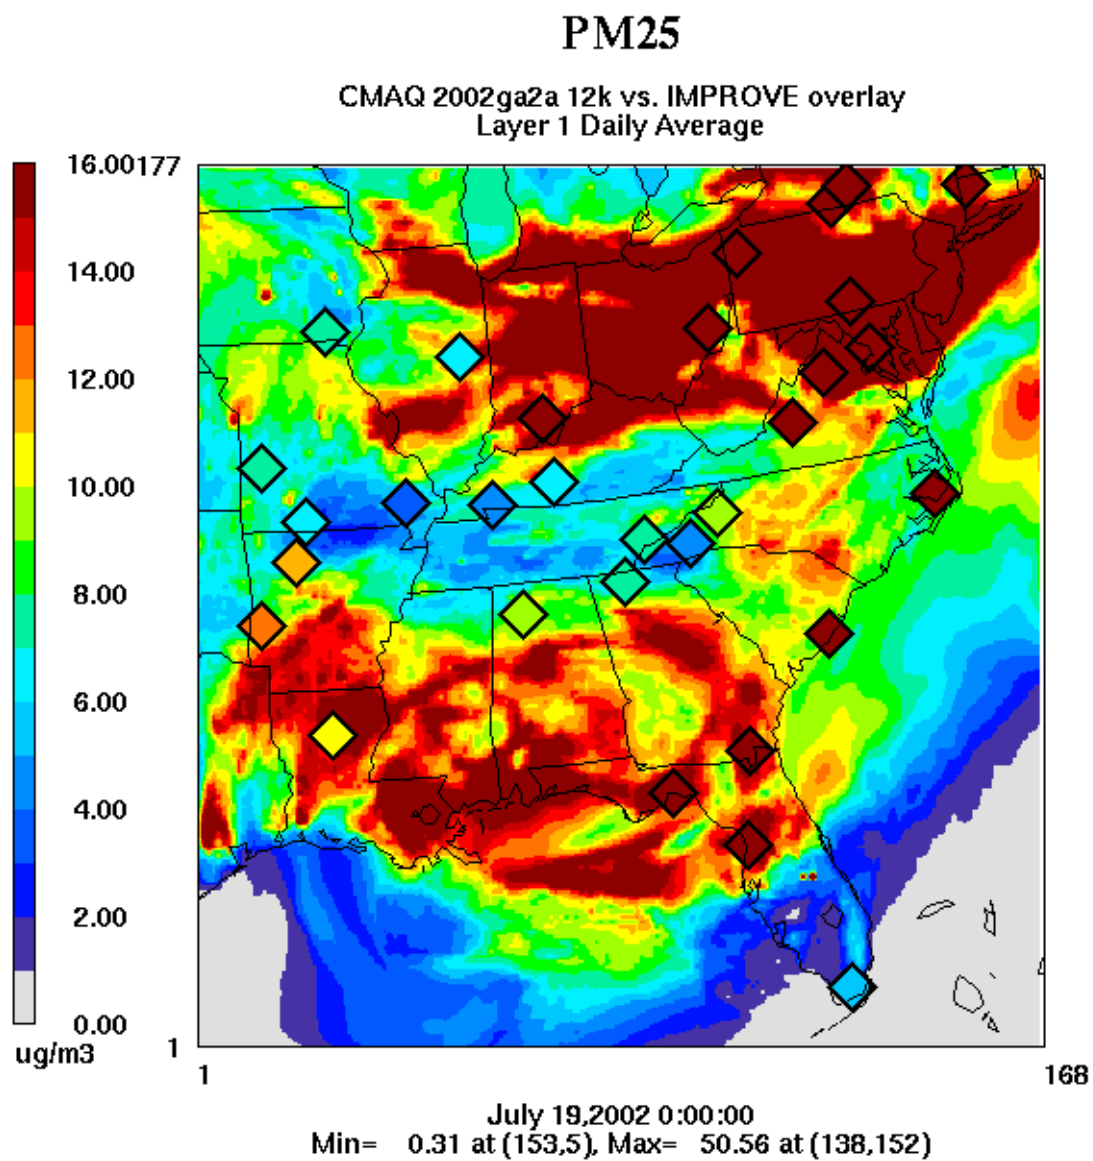 PM25
CMAQ 2002ga2a 12k vs. IMPROVE overlay
Layer 1 Daily Average
16.00
14.00
12.00
10.00
8.00
6.00
4.00
2.00
0.00
ug/m3
177
1
1
168
July 19,2002 0:00:00
Min= 0.31 at (153,5), Max= 50.56 at (138,152)